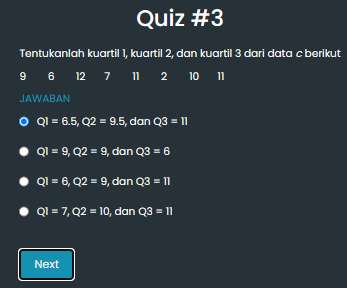 Quiz #3
Tentukanlah kuartil 1, kuartil 2, dan kuartil 3 dari data c berikut
9 6 12 7 11 2 10 11
JAWABAN
Q1 = 6.5, Q2 = 9.5, dan Q3 = 11
Q1 = 9, Q2 = 9, dan Q3 = 6
Q1 = 6, Q2 = 9, dan Q3 = 11
Q1 = 7, Q2 = 10, dan Q3 = 11
Next